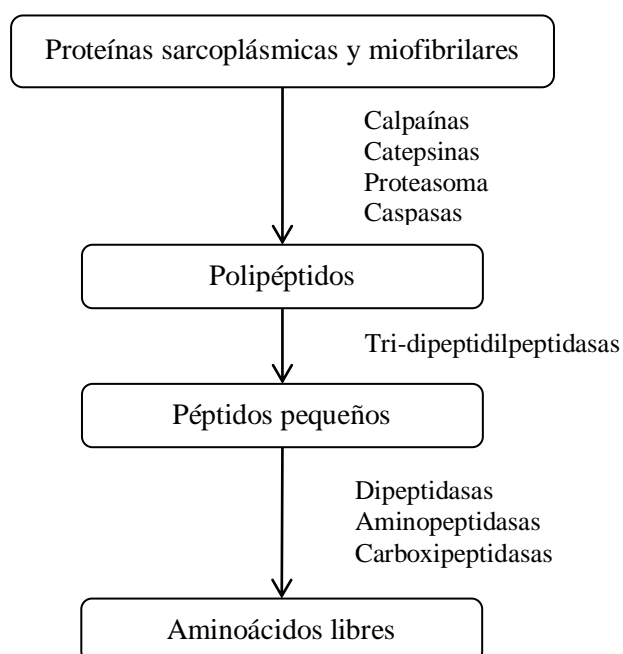 Proteínas sarcoplásmicas y miofibrilares
Calpaínas
Catepsinas
Proteasoma
Caspasas
Polipéptidos
Tri-dipeptidilpeptidasas
Péptidos pequeños
Dipeptidasas
Aminopeptidasas
Carboxipeptidasas
Aminoácidos libres